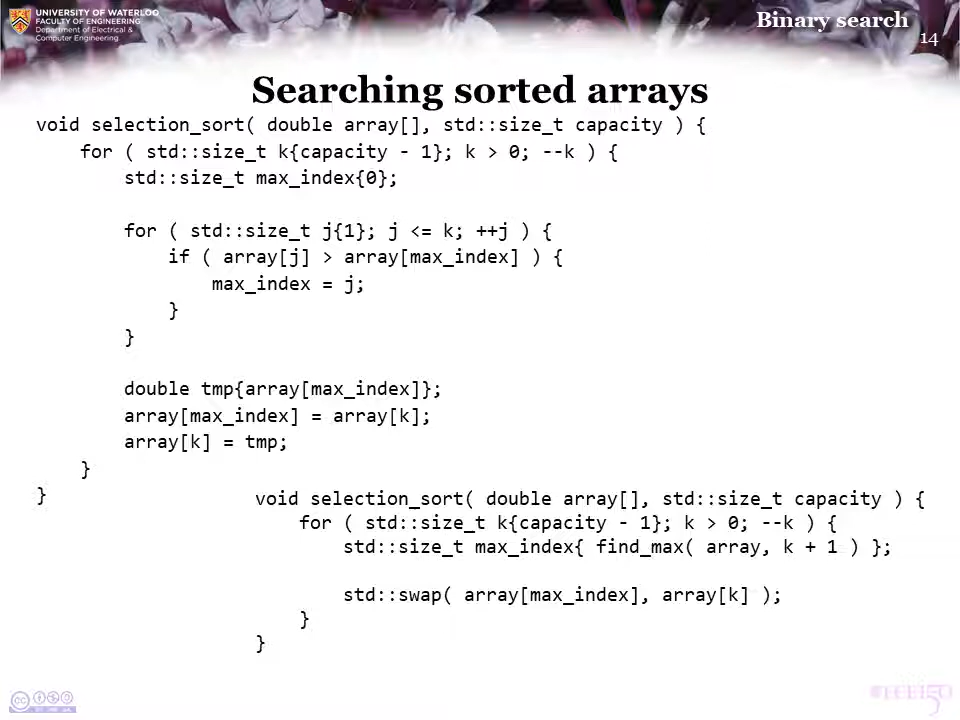 UNIVERSITY OF WATERLOO
FACULTY OF ENGINEERING
Department of Electrical &
Computer Engineering
Binary search
14
Searching sorted arrays
void selection_sort( double array[], std::size_t capacity ) {
    for ( std::size_t k{capacity - 1}; k > 0; --k ) {
        std::size_t max_index{0};
        for ( std::size_t j{1}; j <= k; ++j ) {
            if ( array[j] > array[max_index] ) {
                max_index = j;
            }
        }
        double tmp{array[max_index]};
        array[max_index] = array[k];
        array[k] = tmp;
    }
}
void selection_sort( double array[], std::size_t capacity ) {
    for ( std::size_t k{capacity - 1}; k > 0; --k ) {
        std::size_t max_index{ find_max( array, k + 1 ) };
        std::swap( array[max_index], array[k] );
    }
}